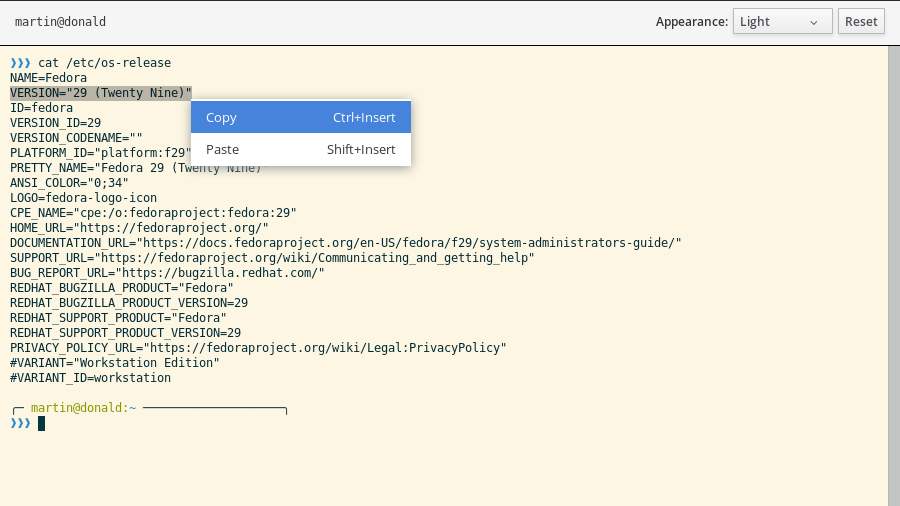 martin@donald Appearance: Light Reset
❯❯❯ cat /etc/os-release
NAME=Fedora
VERSION="29 (Twenty Nine)"
ID=fedora
Copy Ctrl+Insert
VERSION_ID=29
VERSION_CODENAME=""
PLATFORM_ID="platform:f29"
Paste Shift+Insert
PRETTY_NAME="Fedora 29 (Twenty Nine)"
ANSI_COLOR="0;34"
LOGO=fedora-logo-icon
CPE_NAME="cpe:/o:fedoraproject:fedora:29"
HOME_URL="https://fedoraproject.org/"
DOCUMENTATION_URL="https://docs.fedoraproject.org/en-US/fedora/f29/system-administrators-guide/"
SUPPORT_URL="https://fedoraproject.org/wiki/Communicating_and_getting_help"
BUG_REPORT_URL="https://bugzilla.redhat.com/"
REDHAT_BUGZILLA_PRODUCT="Fedora"
REDHAT_BUGZILLA_PRODUCT_VERSION=29
REDHAT_SUPPORT_PRODUCT="Fedora"
REDHAT_SUPPORT_PRODUCT_VERSION=29
PRIVACY_POLICY_URL="https://fedoraproject.org/wiki/Legal:PrivacyPolicy"
#VARIANT="Workstation Edition"
#VARIANT_ID=workstation
╭─ martin@donald:~ ────────────────────╮
❯❯❯